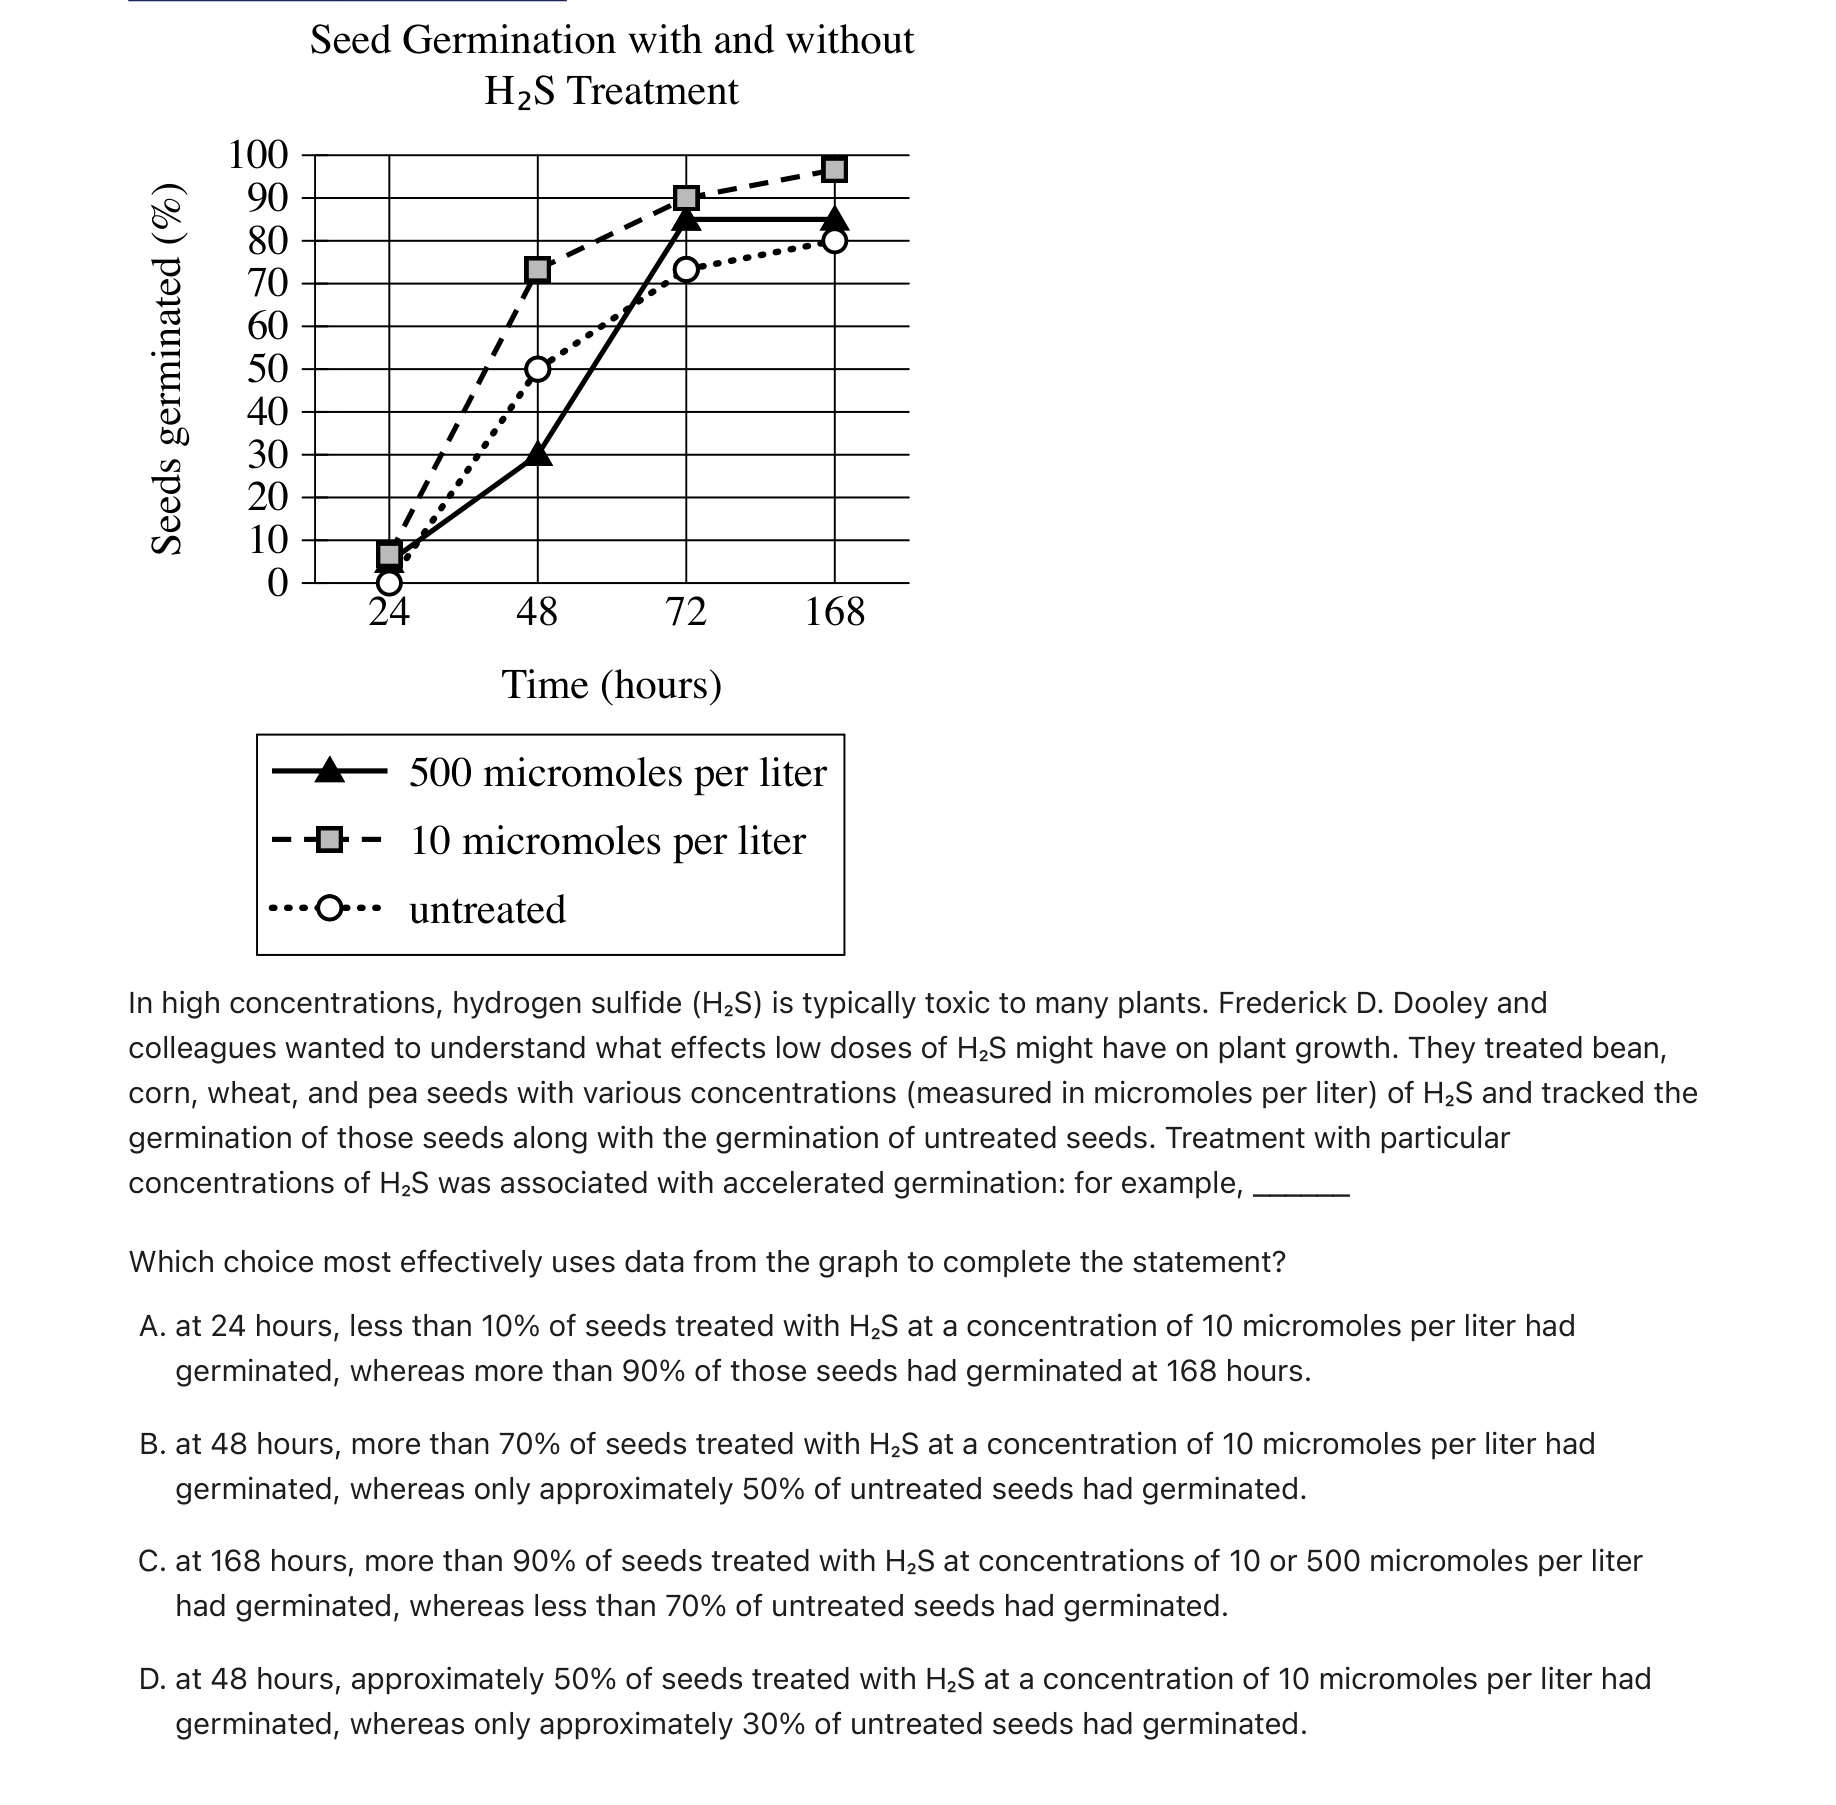 Seed Germination with and without
H₂S Treatment
Seeds germinated (%)
100
90
80
70
60
50
40
30
20
10
0
24 48 72 168
Time (hours)
500 micromoles per liter
10 micromoles per liter
untreated
In high concentrations, hydrogen sulfide (H₂S) is typically toxic to many plants. Frederick D. Dooley and
colleagues wanted to understand what effects low doses of H₂S might have on plant growth. They treated bean,
corn, wheat, and pea seeds with various concentrations (measured in micromoles per liter) of H₂S and tracked the
germination of those seeds along with the germination of untreated seeds. Treatment with particular
concentrations of H₂S was associated with accelerated germination: for example, ______
Which choice most effectively uses data from the graph to complete the statement?
A. at 24 hours, less than 10% of seeds treated with H₂S at a concentration of 10 micromoles per liter had
germinated, whereas more than 90% of those seeds had germinated at 168 hours.
B. at 48 hours, more than 70% of seeds treated with H₂S at a concentration of 10 micromoles per liter had
germinated, whereas only approximately 50% of untreated seeds had germinated.
C. at 168 hours, more than 90% of seeds treated with H₂S at concentrations of 10 or 500 micromoles per liter
had germinated, whereas less than 70% of untreated seeds had germinated.
D. at 48 hours, approximately 50% of seeds treated with H₂S at a concentration of 10 micromoles per liter had
germinated, whereas only approximately 30% of untreated seeds had germinated.